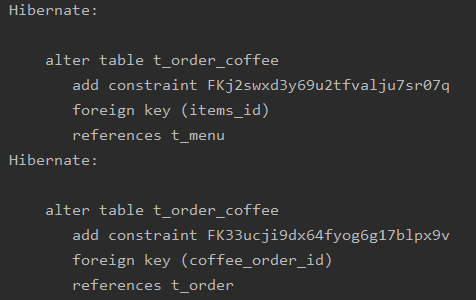 Hibernate:
alter table t_order_coffee
add constraint FKj2swxd3y69u2tfvalju7sr07q
foreign key (items_id)
references t_menu
Hibernate:
alter table t_order_coffee
add constraint FK33ucji9dx64fyog6g17blpx9v
foreign key (coffee_order_id)
references t_order